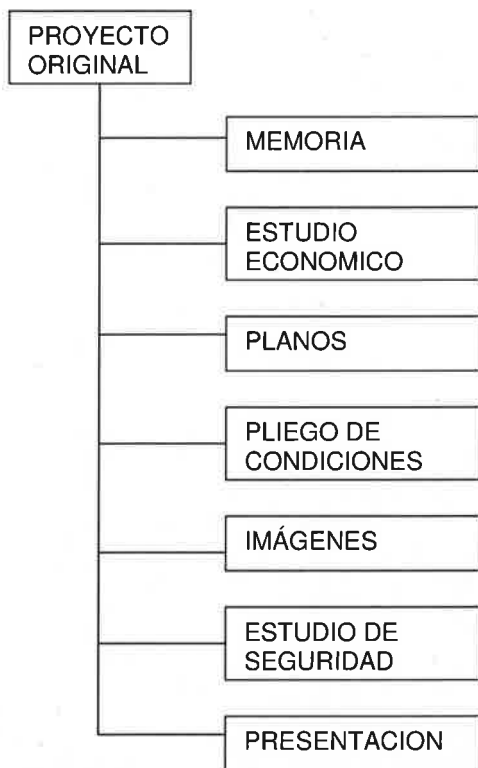 PROYECTO
ORIGINAL
MEMORIA
ESTUDIO
ECONOMICO
PLANOS
PLIEGO DE
CONDICIONES
IMÁGENES
ESTUDIO DE
SEGURIDAD
PRESENTACION